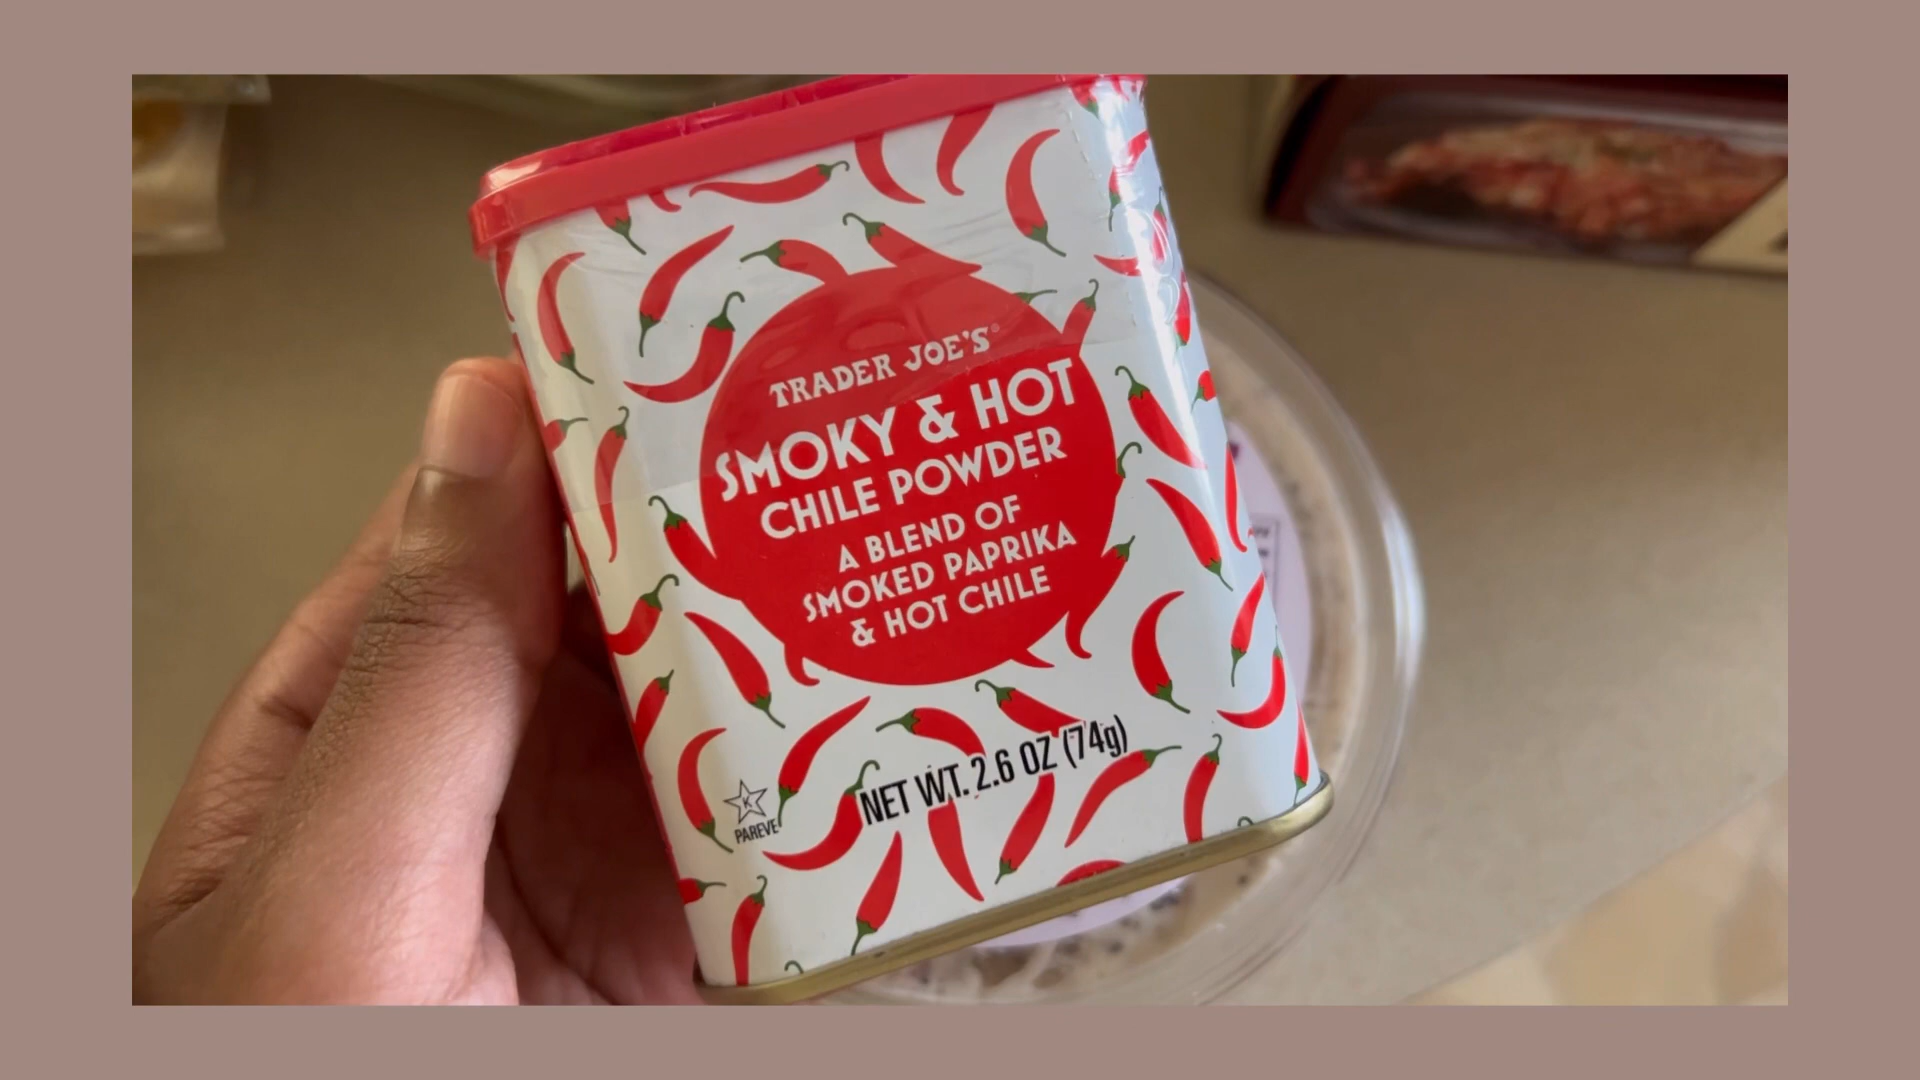 TRADER JOE'S®
SMOKY & HOT
CHILE POWDER
A BLEND OF
SMOKED PAPRIKA
& HOT CHILE
NET WT. 2.6 OZ (74g)
K
PAREVE